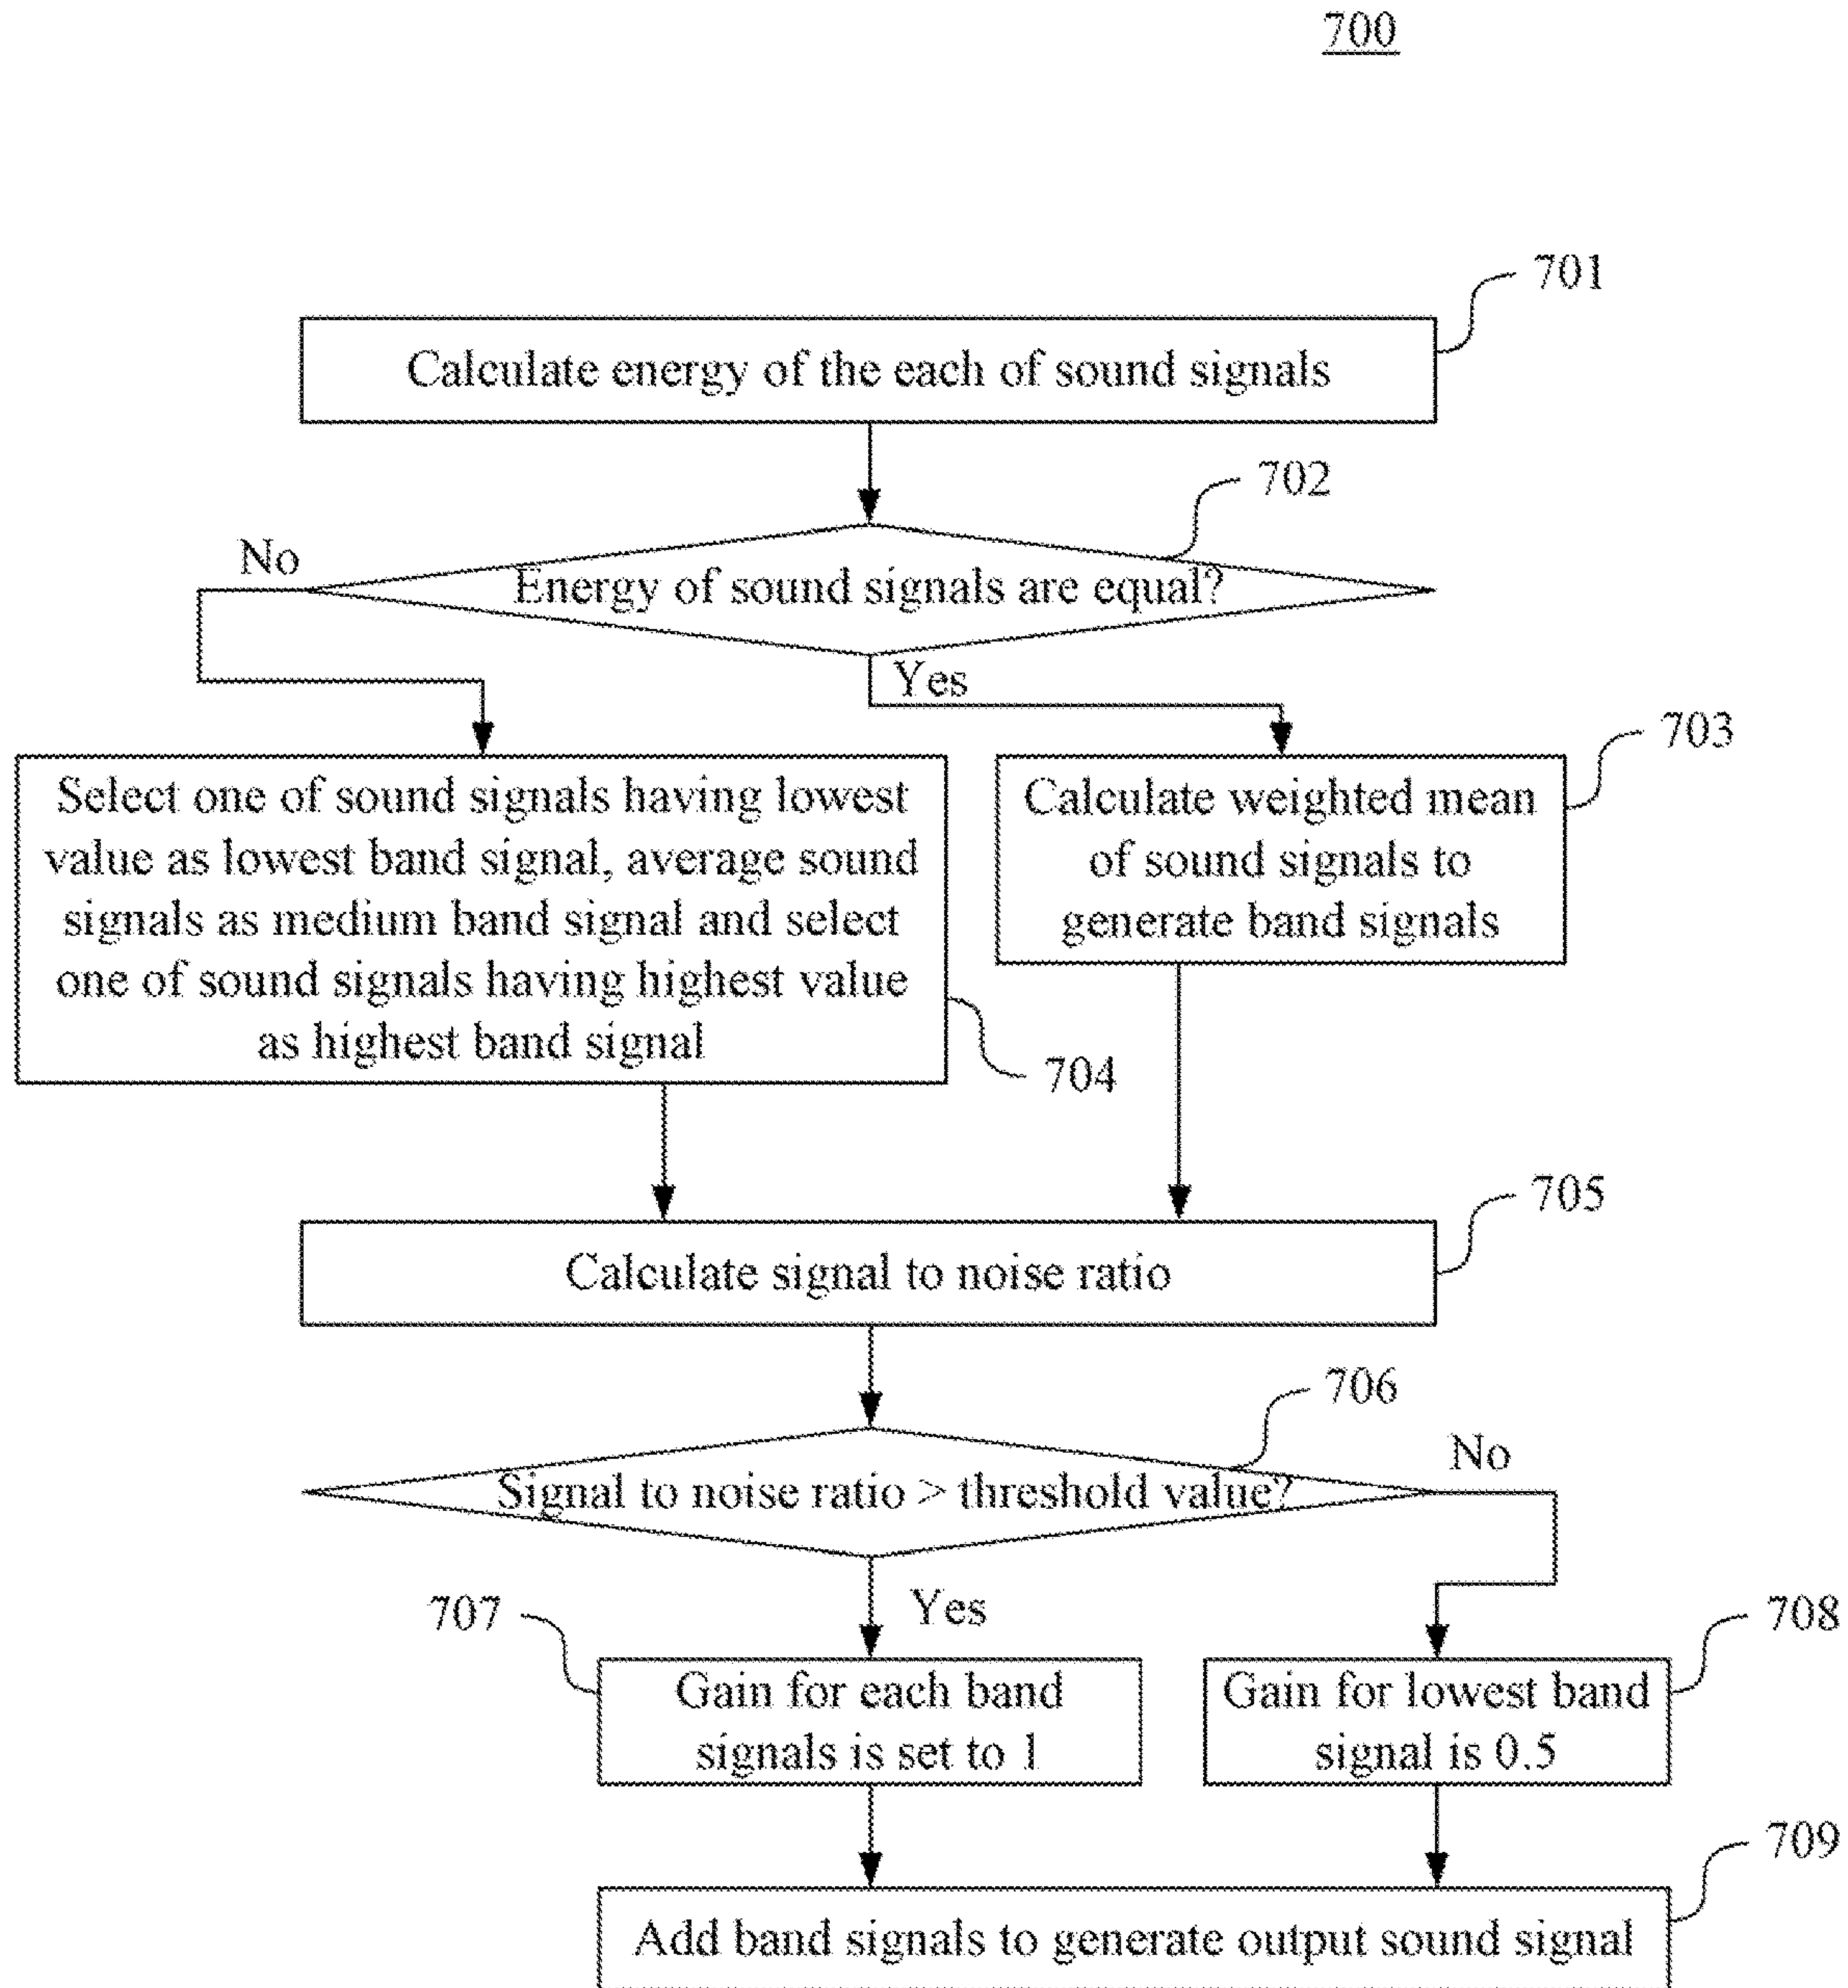 700
701
Calculate energy of the each of sound signals
702
No
Energy of sound signals are equal?
Yes
703
Select one of sound signals having lowest
value as lowest band signal, average sound
signals as medium band signal and select
one of sound signals having highest value
as highest band signal
Calculate weighted mean
of sound signals to
generate band signals
704
705
Calculate signal to noise ratio
706
No
Signal to noise ratio > threshold value?
Yes
707
708
Gain for each band
signals is set to 1
Gain for lowest band
signal is 0.5
709
Add band signals to generate output sound signal